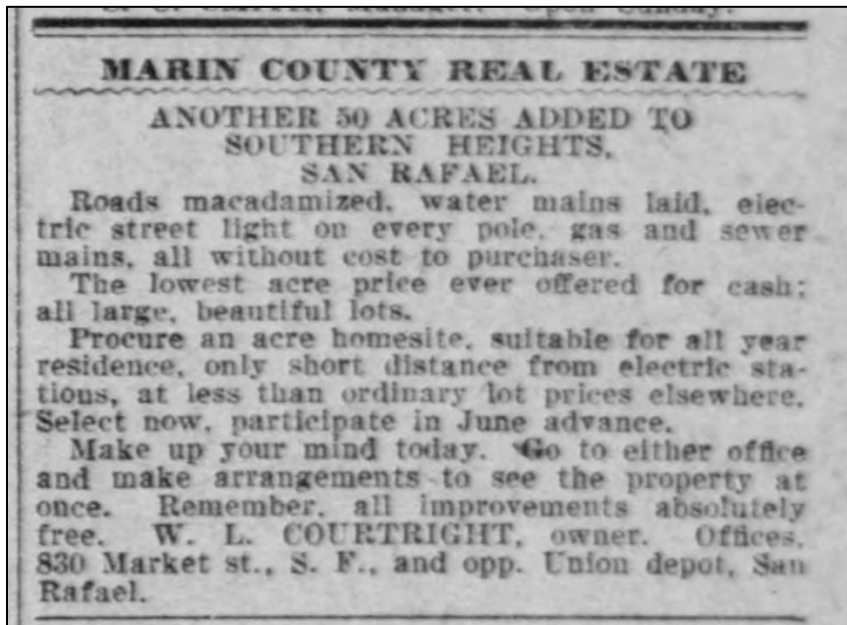 Manager. Open Sunday.
MARIN COUNTY REAL ESTATE
ANOTHER 50 ACRES ADDED TO
SOUTHERN HEIGHTS,
SAN RAFAEL.
Roads macadamized, water mains laid, elec-
tric street light on every pole, gas and sewer
mains, all without cost to purchaser.
The lowest acre price ever offered for cash;
all large, beautiful lots.
Procure an acre homesite, suitable for all year
residence, only short distance from electric sta-
tions, at less than ordinary lot prices elsewhere.
Select now, participate in June advance.
Make up your mind today. Go to either office
and make arrangements to see the property at
once. Remember, all improvements absolutely
free. W. L. COURTRIGHT, owner. Offices,
830 Market st., S. F., and opp. Union depot, San
Rafael.